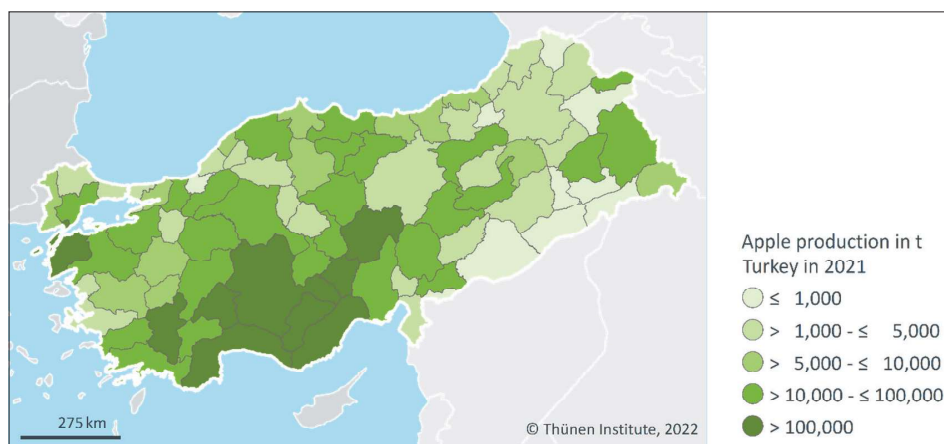 Apple production in t
Turkey in 2021
≤ 1,000
> 1,000 - ≤ 5,000
> 5,000 - ≤ 10,000
> 10,000 - ≤ 100,000
> 100,000
275 km
© Thünen Institute, 2022